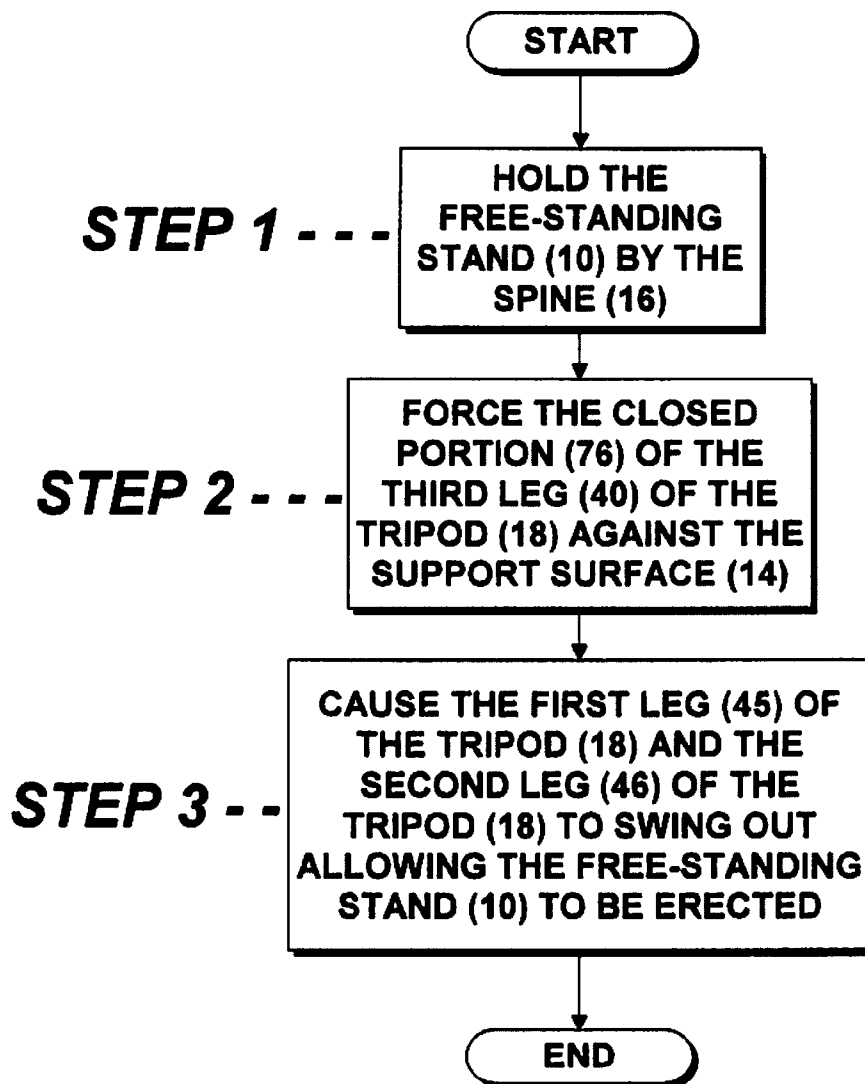 START
STEP 1 - - -
HOLD THE
FREE-STANDING
STAND (10) BY THE
SPINE (16)
STEP 2 - - -
FORCE THE CLOSED
PORTION (76) OF THE
THIRD LEG (40) OF THE
TRIPOD (18) AGAINST THE
SUPPORT SURFACE (14)
STEP 3 - -
CAUSE THE FIRST LEG (45) OF
THE TRIPOD (18) AND THE
SECOND LEG (46) OF THE
TRIPOD (18) TO SWING OUT
ALLOWING THE FREE-STANDING
STAND (10) TO BE ERECTED
END